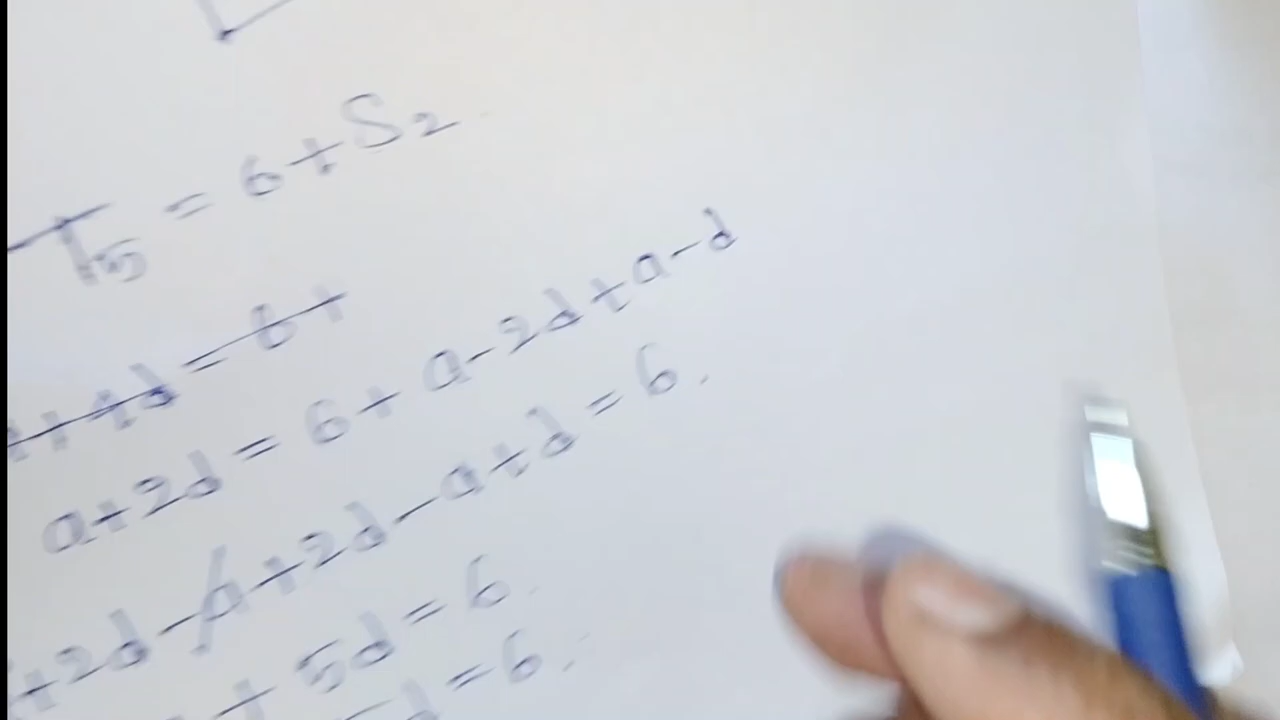 T5 = 6+S2
+4d = 6+
a+2d = 6+ a-2d+a-d
+2d-a+2d-a+d = 6.
+ 5d = 6.
d = 6.